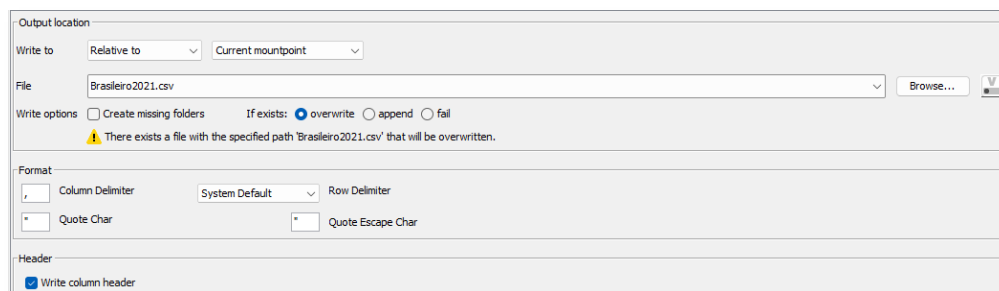 Output location
Write to Relative to Current mountpoint
File Brasileiro2021.csv Browse... V
Write options Create missing folders If exists: overwrite append fail
There exists a file with the specified path 'Brasileiro2021.csv' that will be overwritten.
Format
, Column Delimiter System Default Row Delimiter
" Quote Char " Quote Escape Char
Header
Write column header